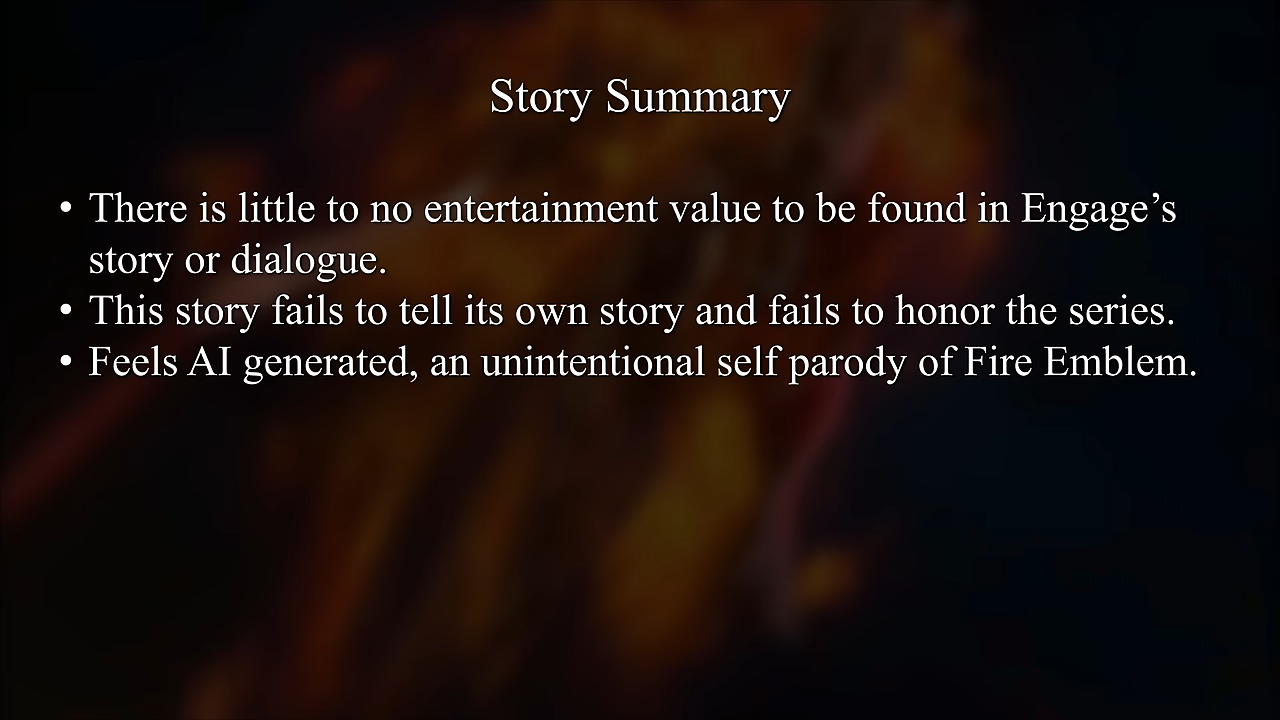 Story Summary
• There is little to no entertainment value to be found in Engage’s
story or dialogue.
• This story fails to tell its own story and fails to honor the series.
• Feels AI generated, an unintentional self parody of Fire Emblem.